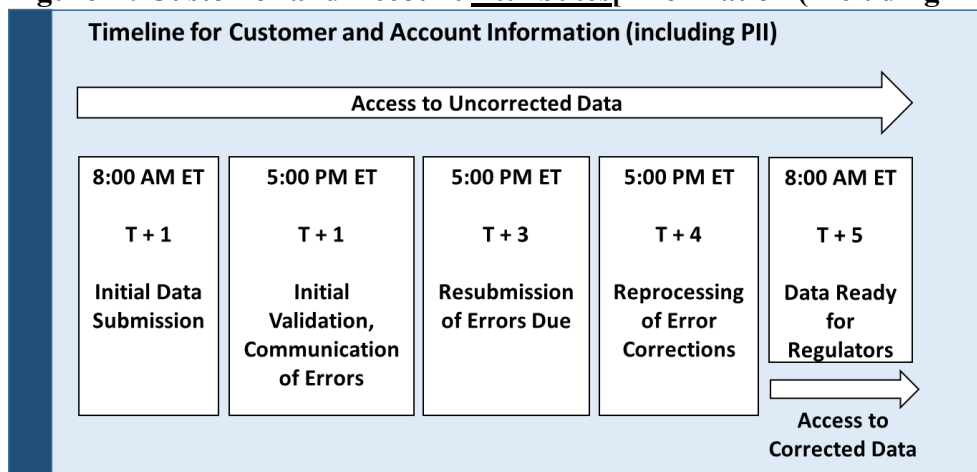 Timeline for Customer and Account Information (including PII)
Access to Uncorrected Data
8:00 AM ET
T + 1
Initial Data
Submission
5:00 PM ET
T + 1
Initial
Validation,
Communication
of Errors
5:00 PM ET
T + 3
Resubmission
of Errors Due
5:00 PM ET
T + 4
Reprocessing
of Error
Corrections
8:00 AM ET
T + 5
Data Ready
for
Regulators
Access to
Corrected Data